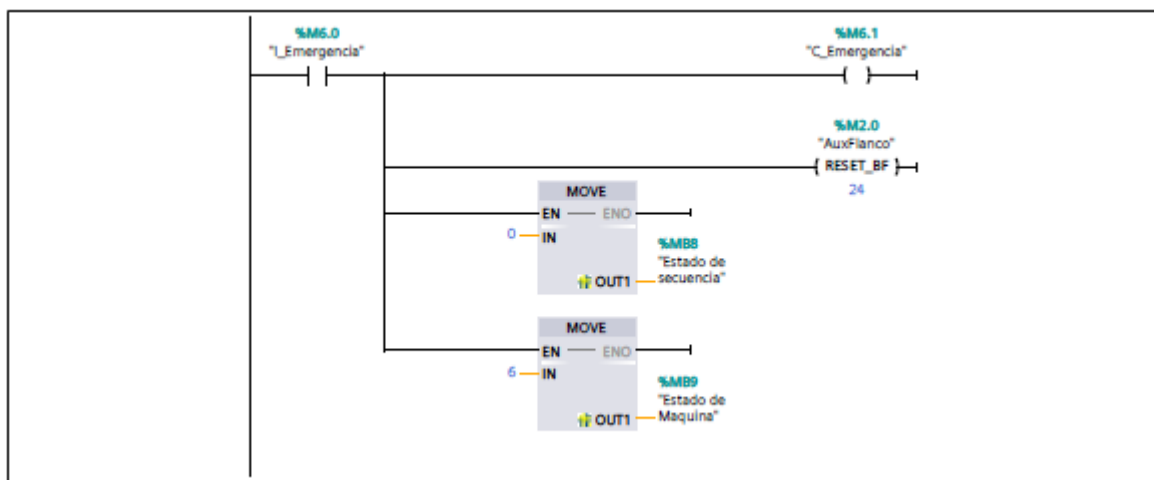 %M6.0
"I_Emergencia"
%M6.1
"C_Emergencia"
%M2.0
"AuxFlanco"
RESET_BF
24
MOVE
EN ENO
0 IN
%MB8
"Estado de
secuencia"
OUT1
MOVE
EN ENO
6 IN
%MB9
"Estado de
Maquina"
OUT1